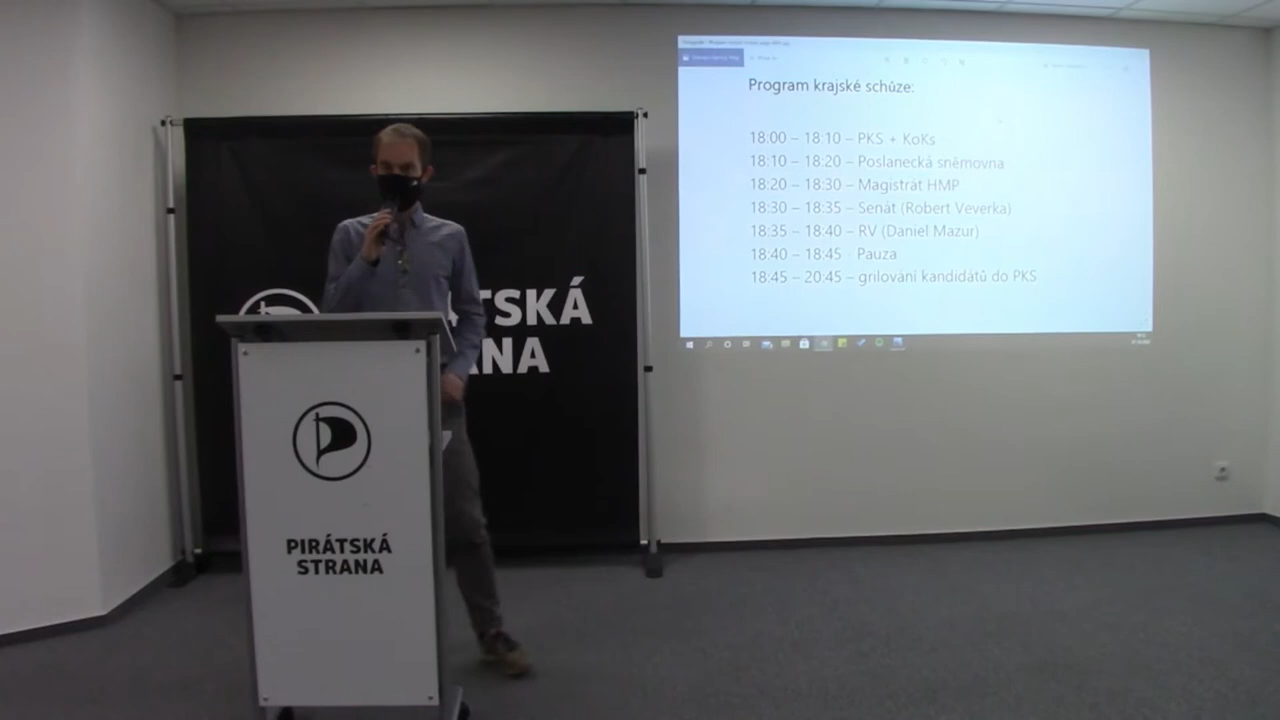 Program krajské schůze:
18:00 – 18:10 – PKS + KoKs
18:10 – 18:20 – Poslanecká sněmovna
18:20 – 18:30 – Magistrát HMP
18:30 – 18:35 – Senát (Robert Veverka)
18:35 – 18:40 – RV (Daniel Mazur)
18:40 – 18:45 Pauza
18:45 – 20:45 – grilování kandidátů do PKS
TSKÁ
NA
PIRÁTSKÁ
STRANA